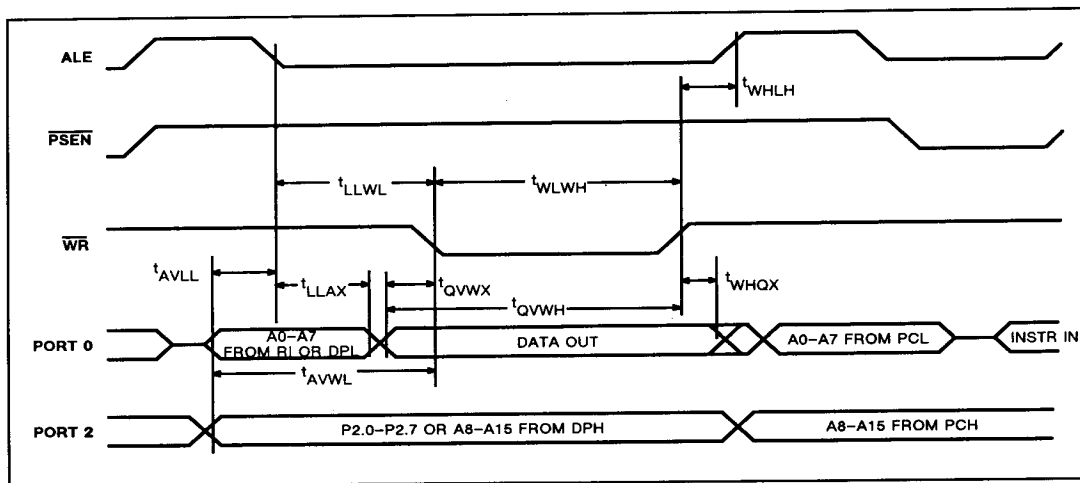 ALE
tWHLH
PSEN
tLLWL
tWLWH
WR
tAVLL
tLLAX
tQVWX
tWHQX
tQVWH
PORT 0
A0–A7
FROM RI OR DPL
DATA OUT
A0–A7 FROM PCL
INSTR IN
tAVWL
PORT 2
P2.0–P2.7 OR A8–A15 FROM DPH
A8–A15 FROM PCH